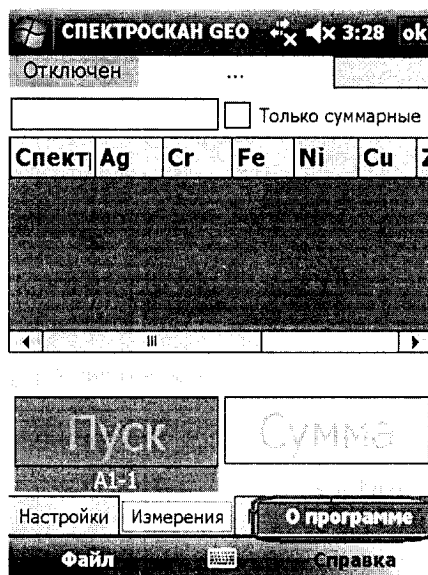 СПЕКТРОСКАН GEO 3:28 ok
Отключен ...
Только суммарные
Спект Ag Cr Fe Ni Cu Z
Пуск Сумма
A1-1
Настройки Измерения О программе
Файл Справка